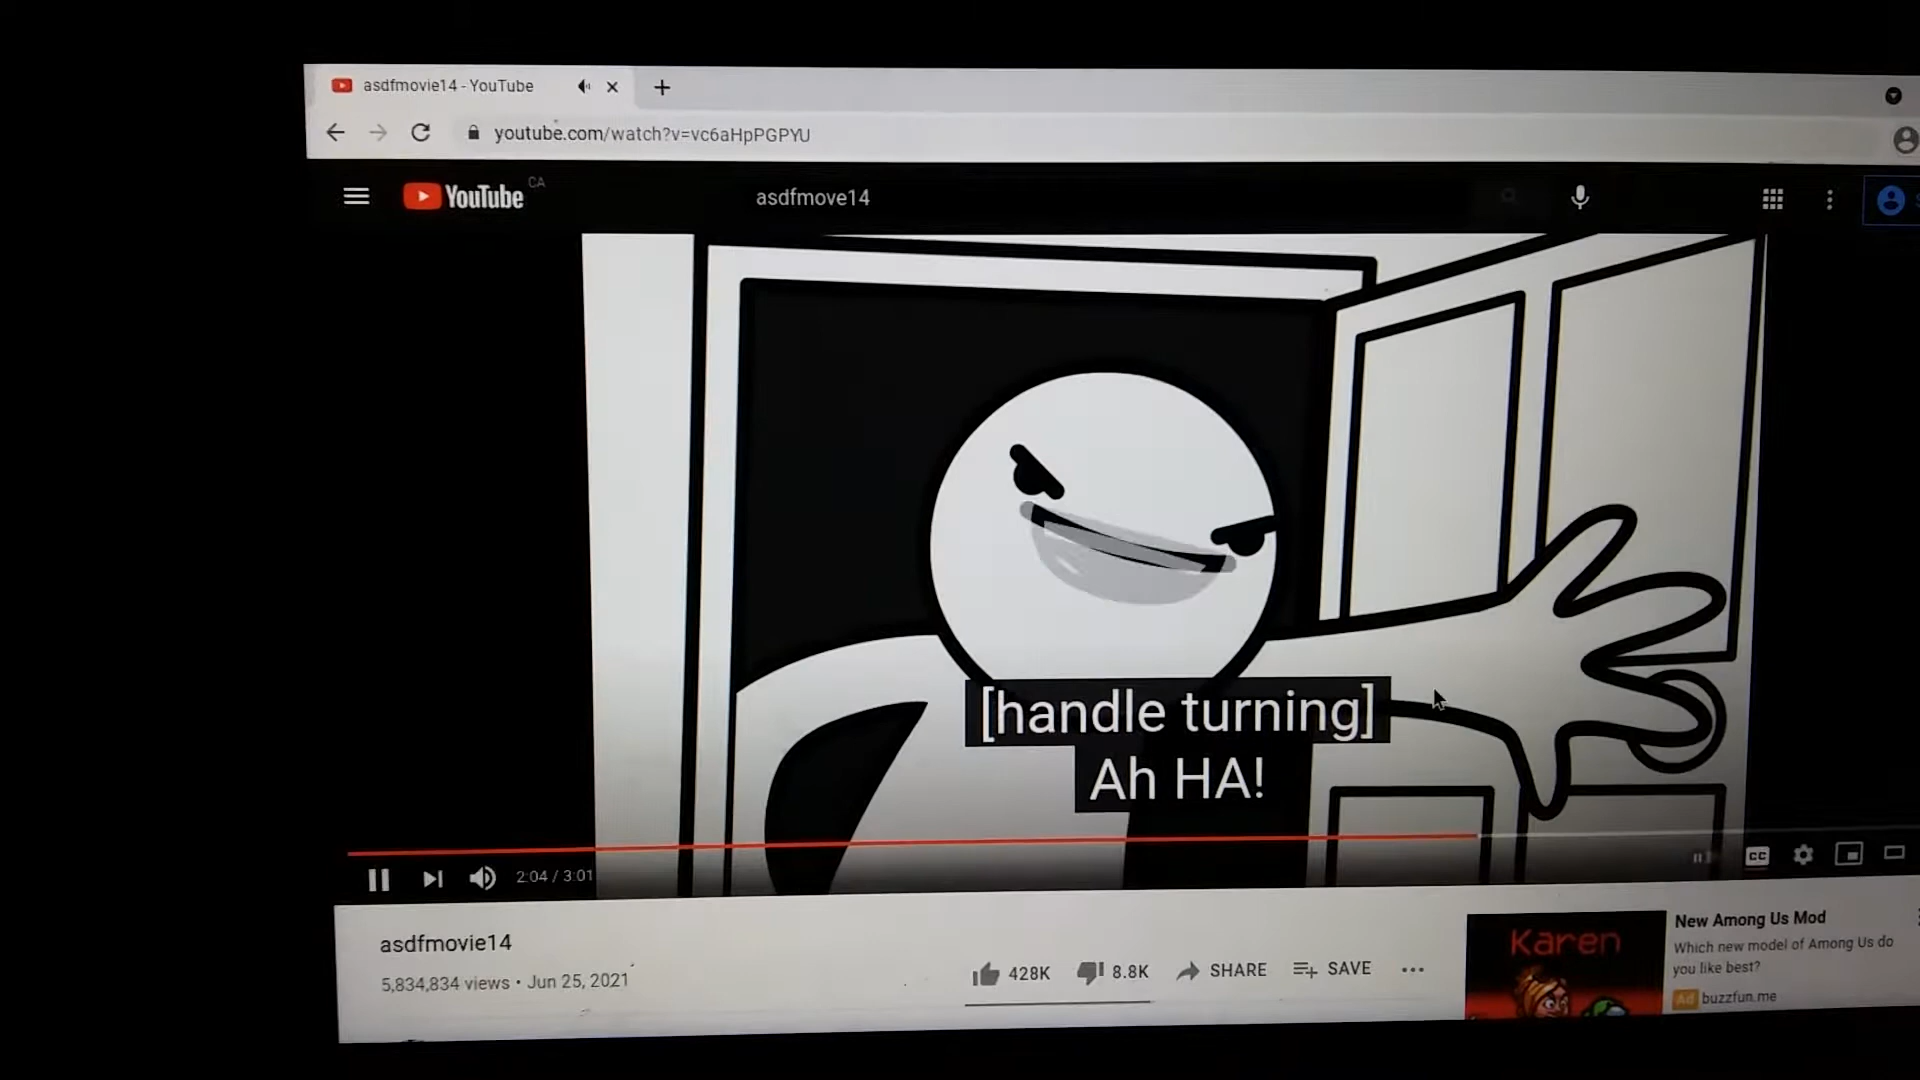 asdfmovie14 - YouTube
youtube.com/watch?v=vc6aHpPGPYU
YouTube CA
asdfmove14
[handle turning]
Ah HA!
2:04 / 3:01
CC
asdfmovie14
5,834,834 views • Jun 25, 2021
428K
8.8K
SHARE
SAVE
Karen
New Among Us Mod
Which new model of Among Us do
you like best?
Ad buzzfun.me